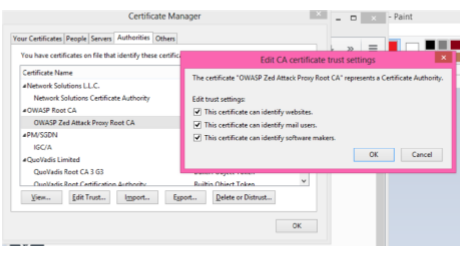 Certificate Manager
Your Certificates People Servers Authorities Others
You have certificates on file that identify these certific
Certificate Name
Network Solutions L.L.C.
Network Solutions Certificate Authority
OWASP Root CA
OWASP Zed Attack Proxy Root CA
PM/SGDN
IGC/A
QuoVadis Limited
QuoVadis Root CA 3 G3
QuoVadis Root Certification Authority Builtin Object Token
View... Edit Trust... Import... Export... Delete or Distrust...
OK
- Paint
Edit CA certificate trust settings
The certificate "OWASP Zed Attack Proxy Root CA" represents a Certificate Authority.
Edit trust settings:
This certificate can identify websites.
This certificate can identify mail users.
This certificate can identify software makers.
OK Cancel